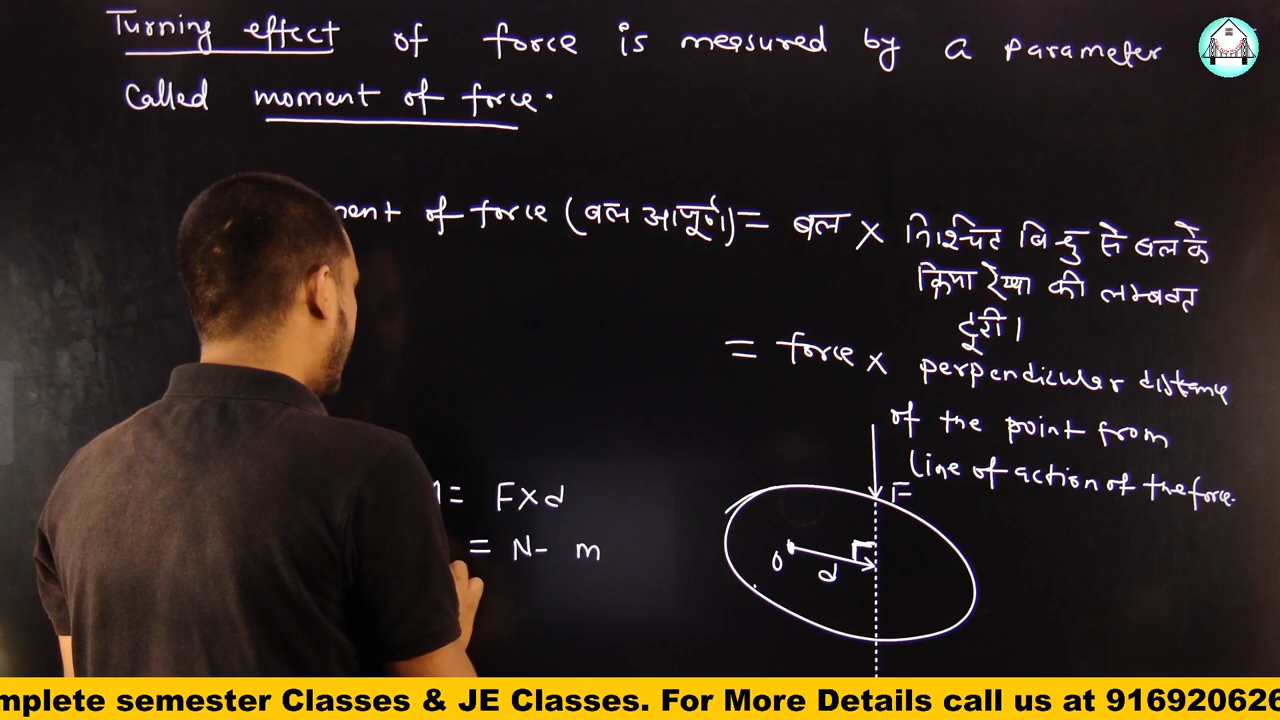 Turning effect of force is measured by a parameter
Called moment of force.
ment of force (बल आघूर्ण) = बल × निश्चित बिन्दु से बल के
क्रिया रेखा की लम्बवत
दूरी।
= force × perpendicular distance
of the point from
line of action of the force.
= F×d
= N- m
F
O
d
mplete semester Classes & JE Classes. For More Details call us at 916920626